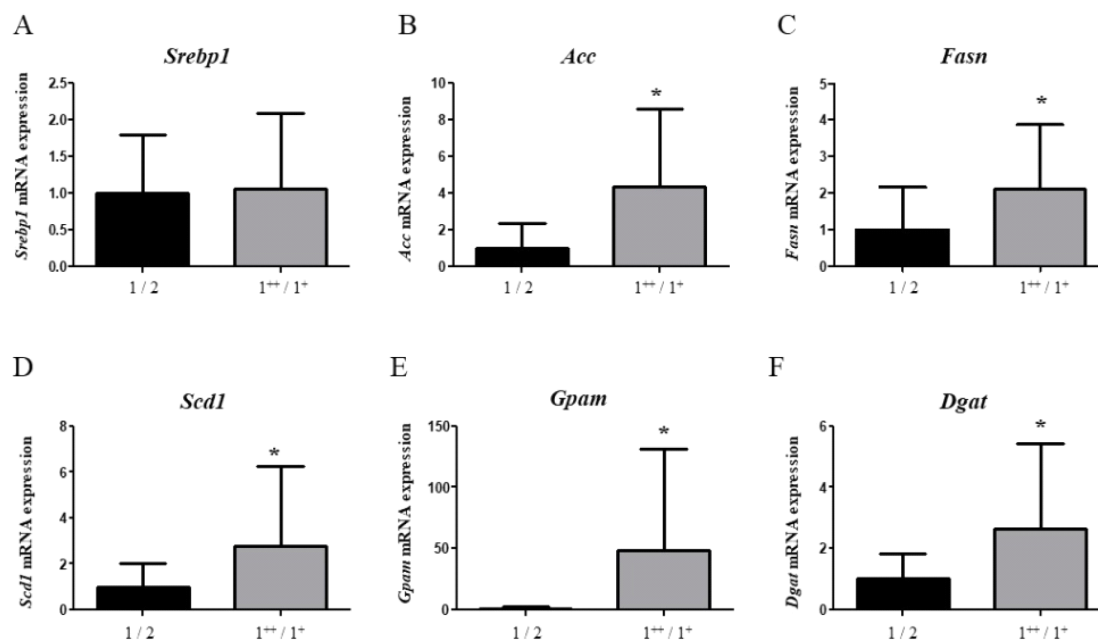 A
Srebp1
Srebp1 mRNA expression
2.5
2.0
1.5
1.0
0.5
0.0
1 / 2
1⁺⁺ / 1⁺
B
Acc
Acc mRNA expression
10
8
6
4
2
0
*
1 / 2
1⁺⁺ / 1⁺
C
Fasn
Fasn mRNA expression
5
4
3
2
1
0
*
1 / 2
1⁺⁺ / 1⁺
D
Scd1
Scd1 mRNA expression
8
6
4
2
0
*
1 / 2
1⁺⁺ / 1⁺
E
Gpam
Gpam mRNA expression
150
100
50
0
*
1 / 2
1⁺⁺ / 1⁺
F
Dgat
Dgat mRNA expression
6
4
2
0
*
1 / 2
1⁺⁺ / 1⁺